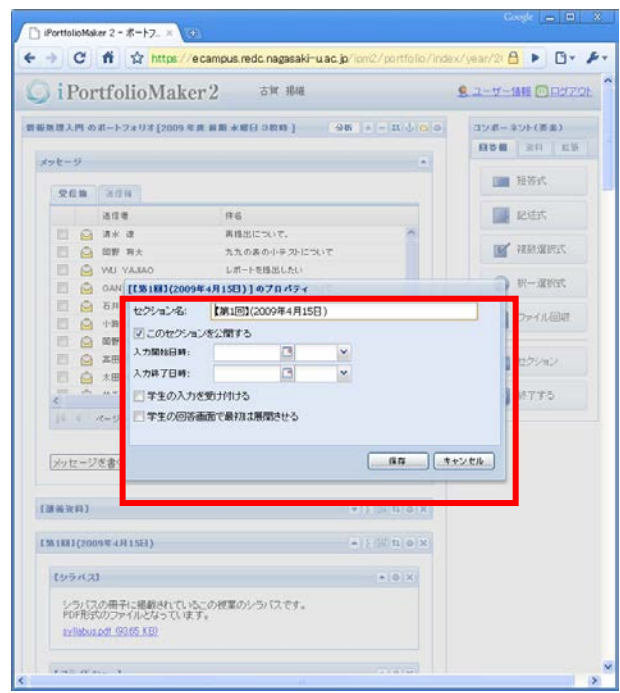 Google
iPortfolioMaker 2 - ポートフ...
https://ecampus.redc.nagasaki-u.ac.jp/ipm2/portfolio/index/year/2
iPortfolioMaker2
ユーザー情報 ログアウト
情報処理入門 のポートフォリオ [2009 年度 前期 水曜日 3校時 ]
分析
コンポーネント(画面)
回答欄 資料 拡張
メッセージ
受信箱 送信箱
送信者 件名
清水 達 再提出について。
岡野 九九の表の小テストについて
WU YAXIAO レポートを提出したい
GAN
石井
短答式
記述式
複数選択式
択一選択式
ファイル回収
セクション
終了する
[【第1回】(2009年4月15日)] のプロパティ
セクション名: 【第1回】(2009年4月15日)
このセクションを公開する
入力開始日時:
入力終了日時:
学生の入力を受け付ける
学生の回答画面で最初は展開させる
保存 キャンセル
太田
ページ
メッセージを書く
【講義資料】
【第1回】(2009年4月15日)
【シラバス】
シラバスの冊子に掲載されているこの授業のシラバスです。
PDF形式のファイルとなっています。
syllabus.pdf (93.65 KB)